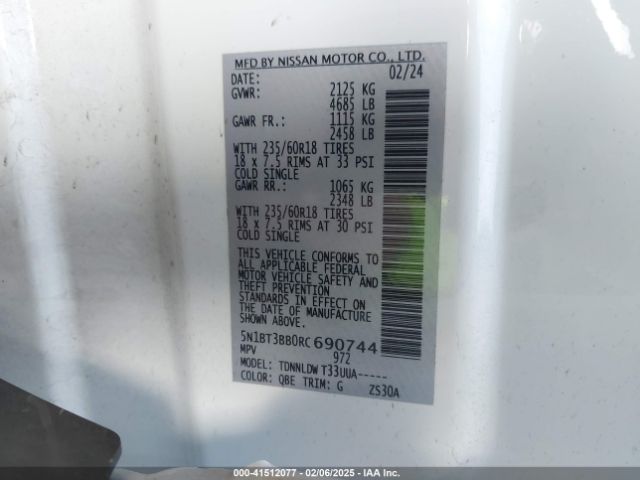 MFD BY NISSAN MOTOR CO., LTD.
DATE: 02/24
GVWR: 2125 KG
4685 LB
GAWR FR.: 1115 KG
2458 LB
WITH 235/60R18 TIRES
18 x 7.5 RIMS AT 33 PSI
COLD SINGLE
GAWR RR.: 1065 KG
2348 LB
WITH 235/60R18 TIRES
18 x 7.5 RIMS AT 30 PSI
COLD SINGLE
THIS VEHICLE CONFORMS TO
ALL APPLICABLE FEDERAL
MOTOR VEHICLE SAFETY AND
THEFT PREVENTION
STANDARDS IN EFFECT ON
THE DATE OF MANUFACTURE
SHOWN ABOVE.
5N1BT3BB0RC690744
MPV 972
MODEL: TDNNLDW T33UUA-----
COLOR: QBE TRIM: G ZS30A
000-41512077 - 02/06/2025 - IAA Inc.